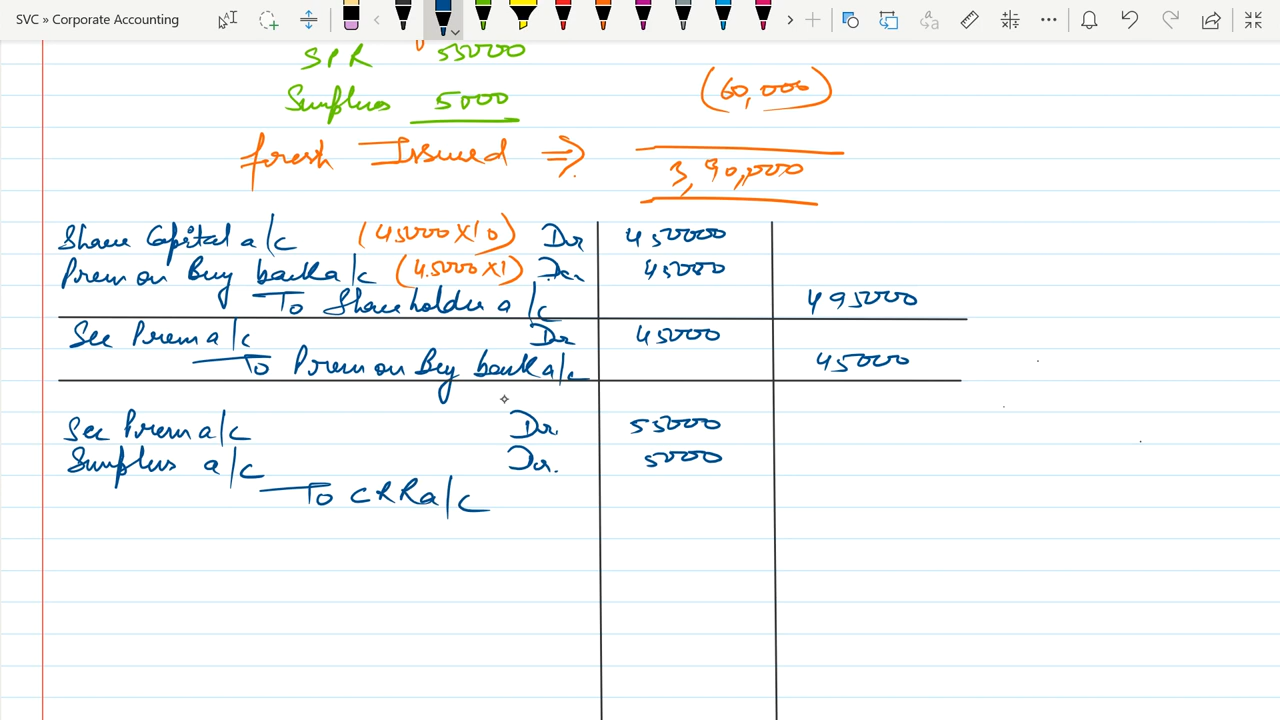 SVC » Corporate Accounting
SPR 55000
Surplus 5000 (60,000)
fresh Issued ⇒ 3,90,000
Share Capital a/c (45000 X 10) Dr 450000
Prem on Buy back a/c (45000 X 1) Dr 45000
To Shareholder a/c 495000
Sec Prem a/c Dr 45000
To Prem on Buy back a/c 45000
Sec Prem a/c Dr. 55000
Surplus a/c Dr. 5000
To CRR a/c